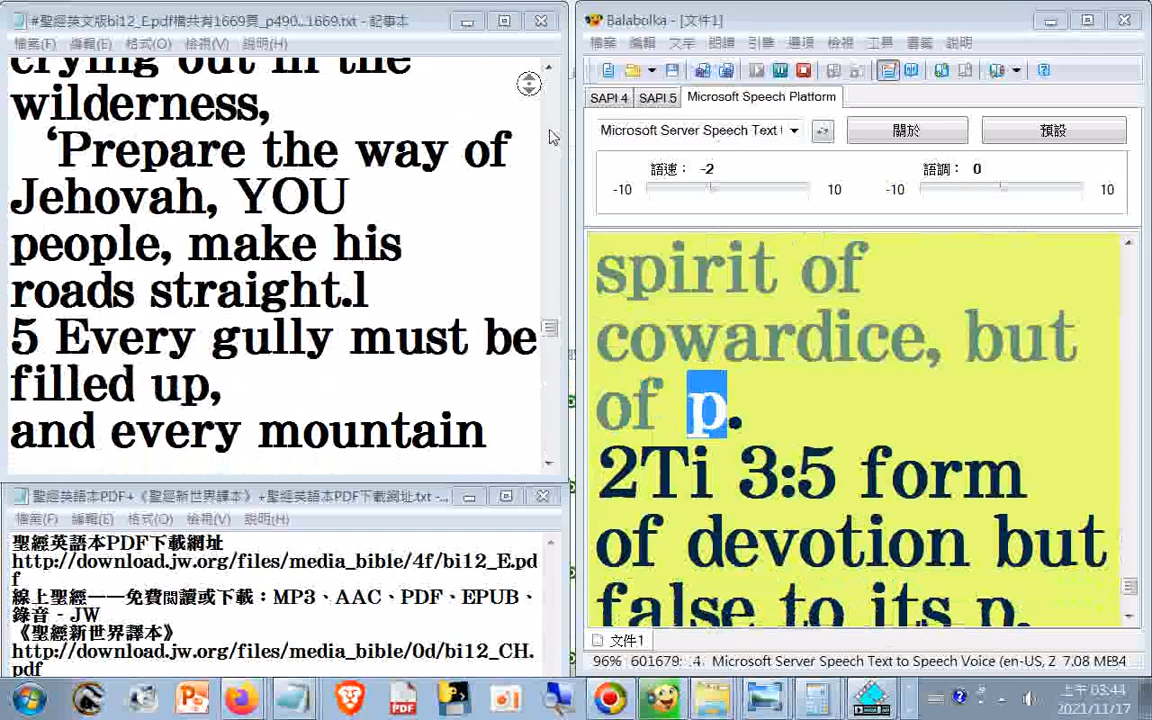 #聖經英文版bi12_E.pdf檔共有1669頁_p490...1669.txt - 記事本
檔案(F) 編輯(E) 格式(O) 檢視(V) 說明(H)
crying out in the
wilderness,
‘Prepare the way of
Jehovah, YOU
people, make his
roads straight.l
5 Every gully must be
filled up,
and every mountain
聖經英語本PDF+《聖經新世界譯本》+聖經英語本PDF下載網址.txt - ...
檔案(F) 編輯(E) 格式(O) 檢視(V) 說明(H)
聖經英語本PDF下載網址
http://download.jw.org/files/media_bible/4f/bi12_E.pd
f
線上聖經——免費閱讀或下載：MP3、AAC、PDF、EPUB、
錄音 - JW
《聖經新世界譯本》
http://download.jw.org/files/media_bible/0d/bi12_CH.
pdf
Balabolka - [文件1]
檔案 編輯 文字 朗讀 引擎 選項 檢視 工具 書籤 說明
SAPI 4 SAPI 5 Microsoft Speech Platform
Microsoft Server Speech Text 關於 預設
語速： -2 語調： 0
-10 10 -10 10
spirit of
cowardice, but
of p.
2Ti 3:5 form
of devotion but
false to its p.
文件1
96% 601679: .4. Microsoft Server Speech Text to Speech Voice (en-US, Z 7.08 MB
上午 03:44
2021/11/17